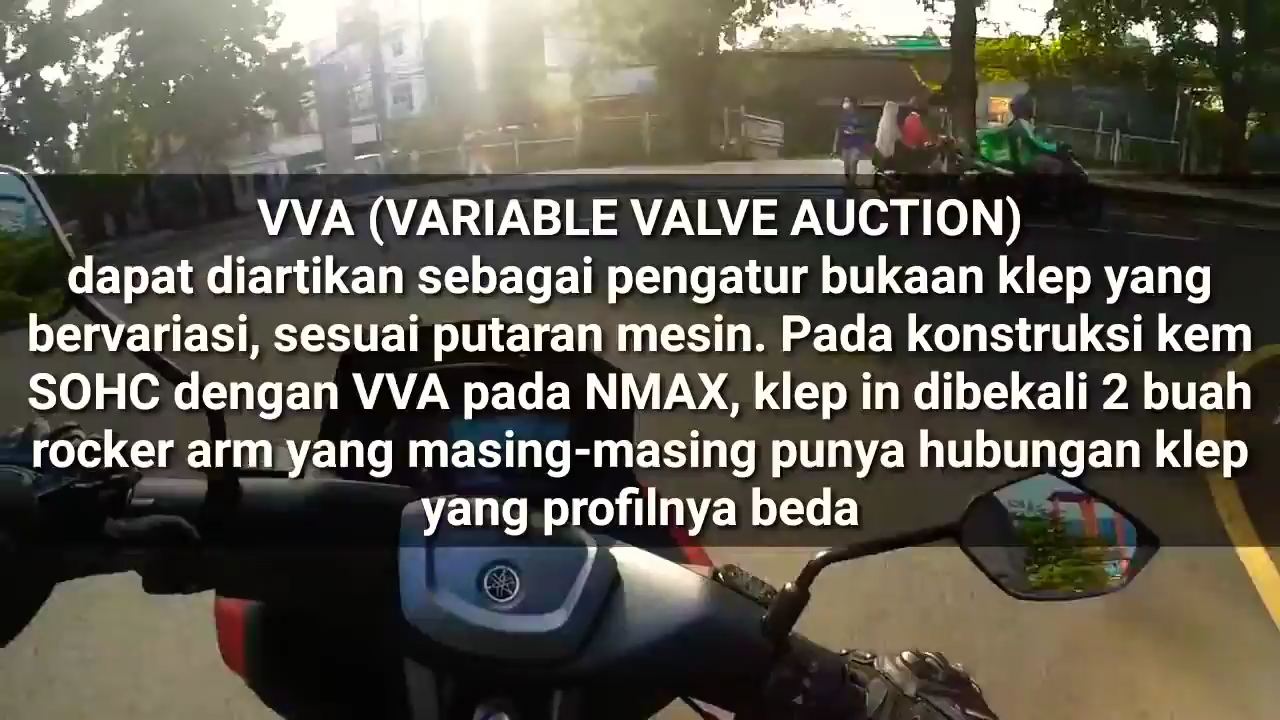 VVA (VARIABLE VALVE AUCTION)
dapat diartikan sebagai pengatur bukaan klep yang
bervariasi, sesuai putaran mesin. Pada konstruksi kem
SOHC dengan VVA pada NMAX, klep in dibekali 2 buah
rocker arm yang masing-masing punya hubungan klep
yang profilnya beda